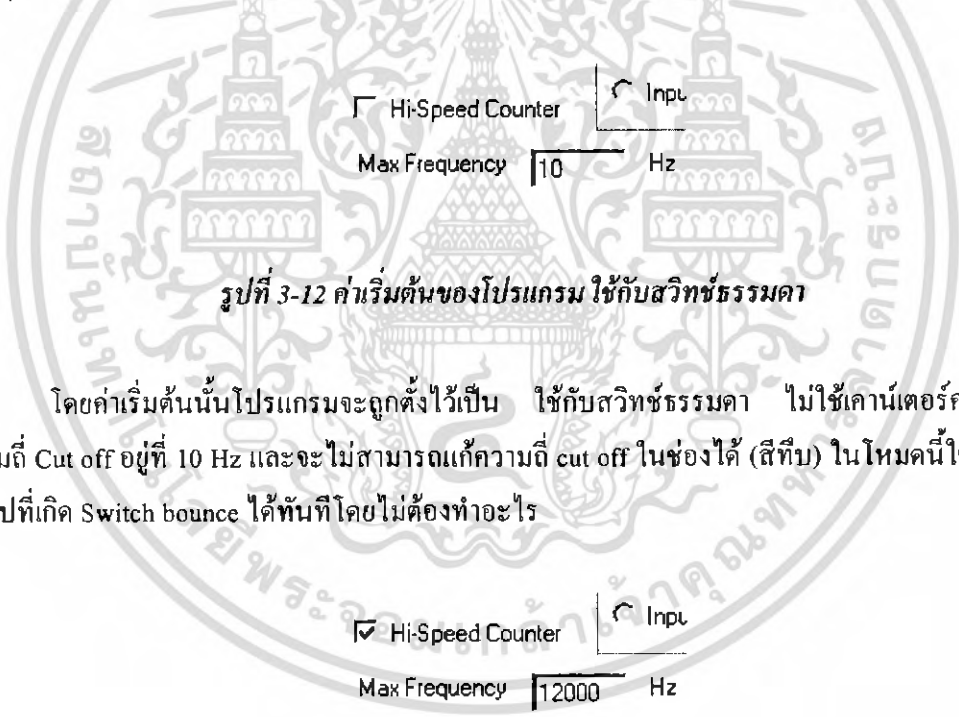 Hi-Speed Counter Inpu
Max Frequency 10 Hz
รูปที่ 3-12 ค่าเริ่มต้นของโปรแกรม ใช้กับสวิทช์ธรรมดา
โดยค่าเริ่มต้นนั้นโปรแกรมจะถูกตั้งไว้เป็น ใช้กับสวิทช์ธรรมดา ไม่ใช้เคาน์เตอร์ค
มถี่ Cut off อยู่ที่ 10 Hz และจะไม่สามารถแก้ความถี่ cut off ในช่องได้ (สีทึบ) ในโหมดนี้ใ
ปที่เกิด Switch bounce ได้ทันทีโดยไม่ต้องทำอะไร
Hi-Speed Counter Inpu
Max Frequency 12000 Hz